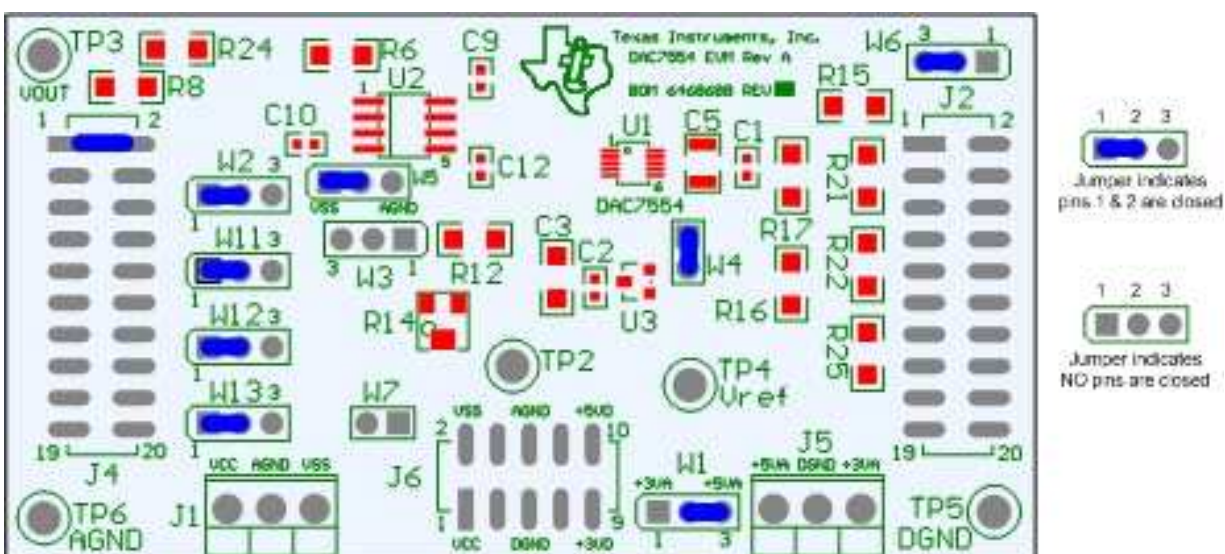 TP3
VOUT
R24
R8
R6
C9
U2
1
5
Texas Instruments, Inc.
DAC7554 EVM Rev A
BOM 6468688 REV
W6
3 1
R15
J2
1 2
1 2
C10
C12
U1
6
DAC7554
C5
C1
R21
W2 3
1
W5
VSS AGND
W11 3
1
W3
3 1
R12
C3
C2
W4
R17
R22
W12 3
1
R14
U3
R16
R25
W13 3
1
TP2
TP4
Vref
W7
VSS AGND +5VD
2 10
J6
1 9
VCC DGND +3VD
19 20
J4
TP6
AGND
VCC AGND VSS
J1
W1
+3VA +5VA
1 3
J5
+5VA DGND +3VA
19 20
TP5
DGND
1 2 3
Jumper indicates
pins 1 & 2 are closed
1 2 3
Jumper indicates
NO pins are closed